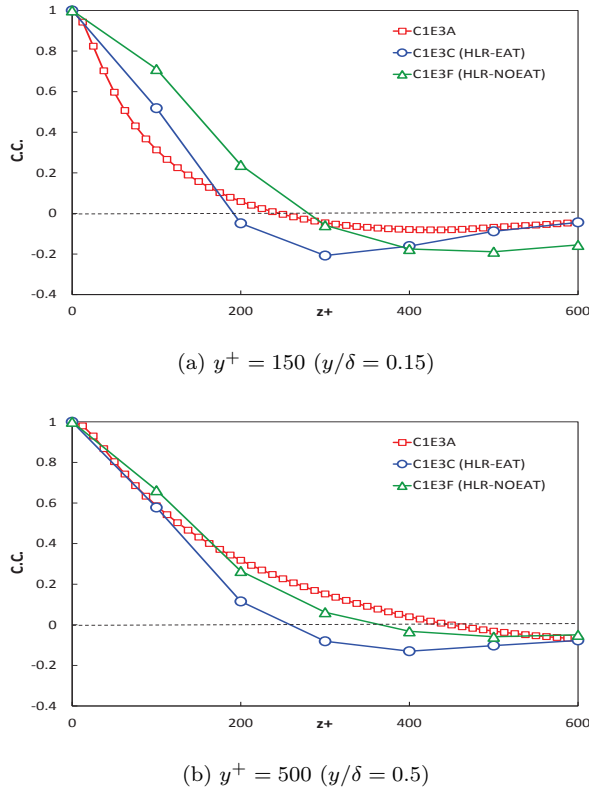 1
0.8
0.6
0.4
0.2
0
-0.2
-0.4
C.C.
C1E3A
C1E3C (HLR-EAT)
C1E3F (HLR-NOEAT)
0
200
z+
400
600
(a) y⁺ = 150 (y/δ = 0.15)
1
0.8
0.6
0.4
0.2
0
-0.2
-0.4
C.C.
C1E3A
C1E3C (HLR-EAT)
C1E3F (HLR-NOEAT)
0
200
z+
400
600
(b) y⁺ = 500 (y/δ = 0.5)